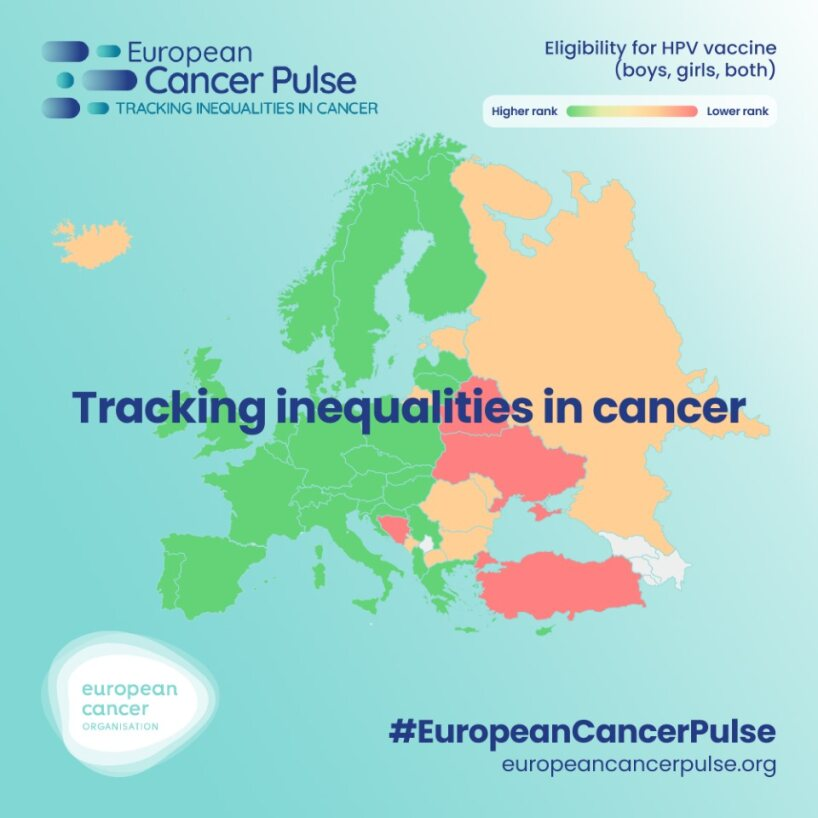 European
Cancer Pulse
TRACKING INEQUALITIES IN CANCER
Eligibility for HPV vaccine
(boys, girls, both)
Higher rank
Lower rank
Tracking inequalities in cancer
european
cancer
ORGANISATION
#EuropeanCancerPulse
europeancancerpulse.org